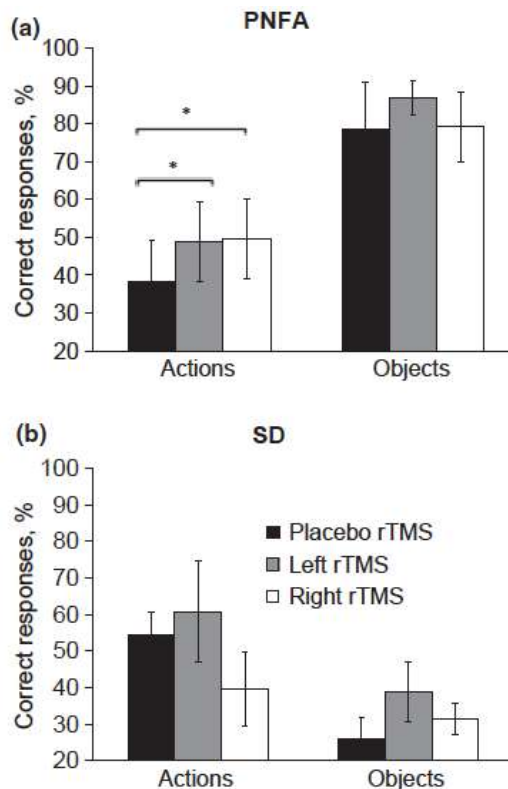 (a)
PNFA
Correct responses, %
100
90
80
70
60
50
40
30
20
*
*
Actions Objects
(b)
SD
Correct responses, %
100
90
80
70
60
50
40
30
20
Placebo rTMS
Left rTMS
Right rTMS
Actions Objects